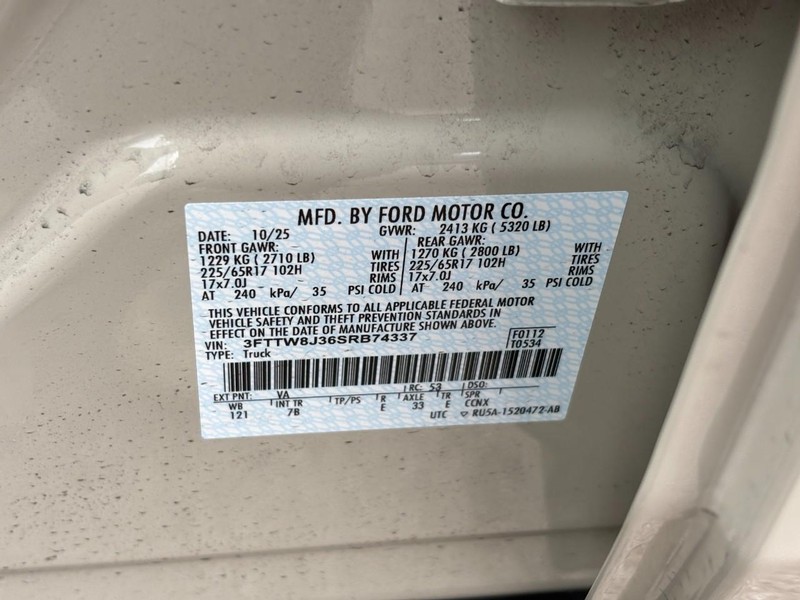 MFD. BY FORD MOTOR CO.
DATE: 10/25 GVWR: 2413 KG ( 5320 LB)
FRONT GAWR: REAR GAWR:
1229 KG ( 2710 LB) WITH 1270 KG ( 2800 LB) WITH
225/65R17 102H TIRES 225/65R17 102H TIRES
17x7.0J RIMS 17x7.0J RIMS
AT 240 kPa/ 35 PSI COLD AT 240 kPa/ 35 PSI COLD
THIS VEHICLE CONFORMS TO ALL APPLICABLE FEDERAL MOTOR
VEHICLE SAFETY AND THEFT PREVENTION STANDARDS IN
EFFECT ON THE DATE OF MANUFACTURE SHOWN ABOVE.
VIN: 3FTTW8J36SRB74337 F0112
TYPE: Truck T0534
EXT PNT: VA RC: 53 DSO:
WB INT TR TP/PS R AXLE TR SPR
121 7B E 33 E CCNX
UTC RU5A-1520472-AB